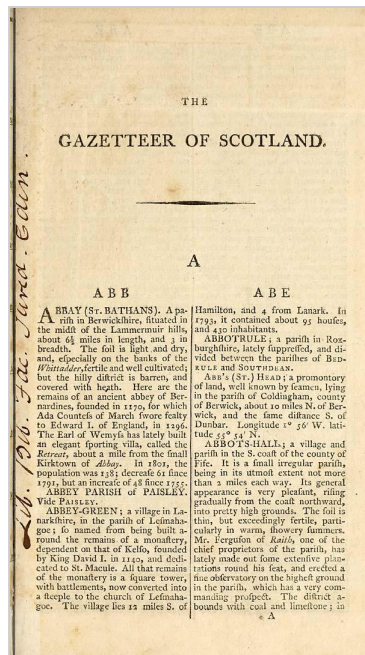 THE
GAZETTEER OF SCOTLAND.
Lib. 1916. Fac. Jurid. Edin.
A
ABB
ABBAY (ST. BATHANS). A pa-
riſh in Berwickſhire, ſituated in
the midſt of the Lammermuir hills,
about 6½ miles in length, and 3 in
breadth. The ſoil is light and dry,
and, eſpecially on the banks of the
Whittader, fertile and well cultivated;
but the hilly diſtrict is barren, and
covered with heath. Here are the
remains of an ancient abbey of Ber-
nardines, founded in 1170, for which
Ada Counteſs of March ſwore fealty
to Edward I. of England, in 1296.
The Earl of Wemyſs has lately built
an elegant ſporting villa, called the
Retreat, about a mile from the ſmall
Kirktown of Abbay. In 1801, the
population was 138; decreaſe 61 ſince
1791, but an increaſe of 48 ſince 1755.
ABBEY PARISH of PAISLEY.
Vide PAISLEY.
ABBEY-GREEN; a village in La-
narkſhire, in the pariſh of Leſmaha-
goe; ſo named from being built a-
round the remains of a monaſtery,
dependent on that of Kelſo, founded
by King David I. in 1140, and dedi-
cated to St. Macule. All that remains
of the monaſtery is a ſquare tower,
with battlements, now converted into
a ſteeple to the church of Leſmaha-
goe. The village lies 12 miles S. of
ABE
Hamilton, and 4 from Lanark. In
1793, it contained about 95 houſes,
and 430 inhabitants.
ABBOTRULE; a pariſh in Rox-
burghſhire, lately ſuppreſſed, and di-
vided between the pariſhes of BED-
RULE and SOUTHDEAN.
ABB'S (ST.) HEAD; a promontory
of land, well known by ſeamen, lying
in the pariſh of Coldingham, county
of Berwick, about 10 miles N. of Ber-
wick, and the ſame diſtance S. of
Dunbar. Longitude 1° 56' W. lati-
tude 55° 54' N.
ABBOTS-HALL; a village and
pariſh in the S. coaſt of the county of
Fife. It is a ſmall irregular pariſh,
being in its utmoſt extent not more
than 2 miles each way. Its general
appearance is very pleaſant, riſing
gradually from the coaſt northward,
into pretty high grounds. The ſoil is
thin, but exceedingly fertile, parti-
cularly in warm, ſhowery ſummers.
Mr. Ferguſon of Raith, one of the
chief proprietors of the pariſh, has
lately made out ſome extenſive plan-
tations round his ſeat, and erected a
fine obſervatory on the higheſt ground
in the pariſh, which has a very com-
manding proſpect. The diſtrict a-
bounds with coal and limeſtone; in
A